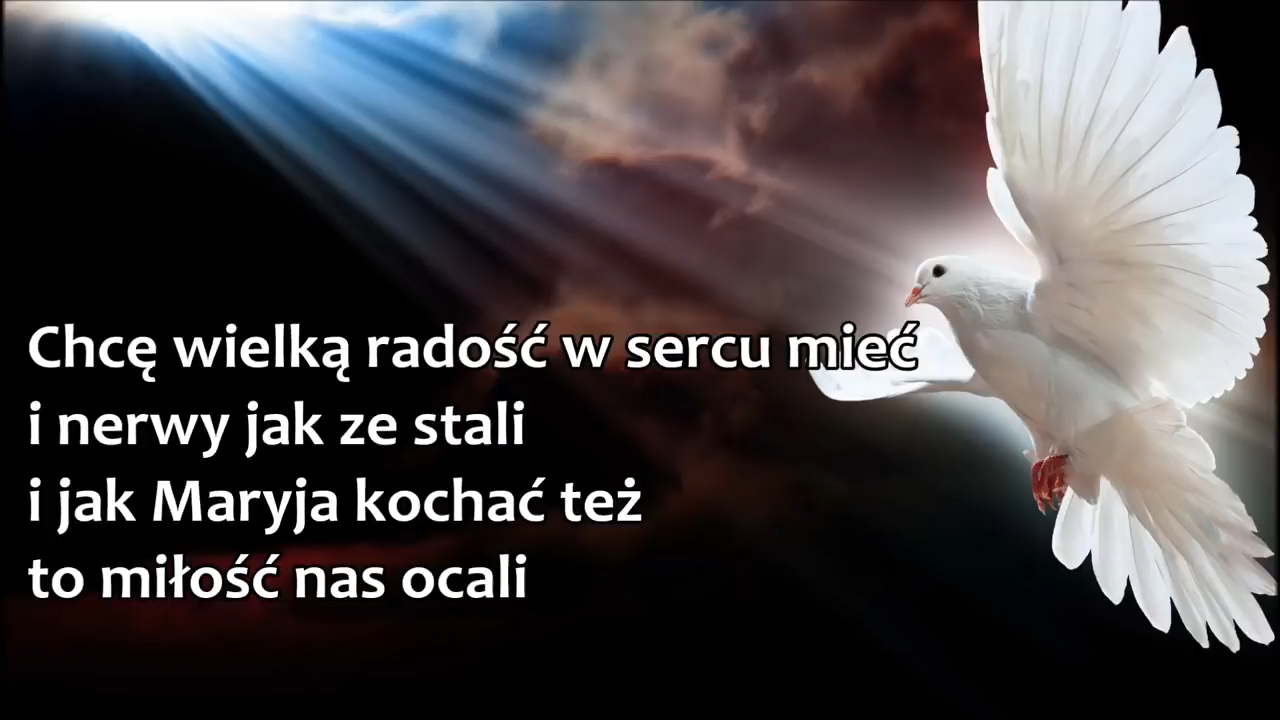 Chcę wielką radość w sercu mieć
i nerwy jak ze stali
i jak Maryja kochać też
to miłość nas ocali